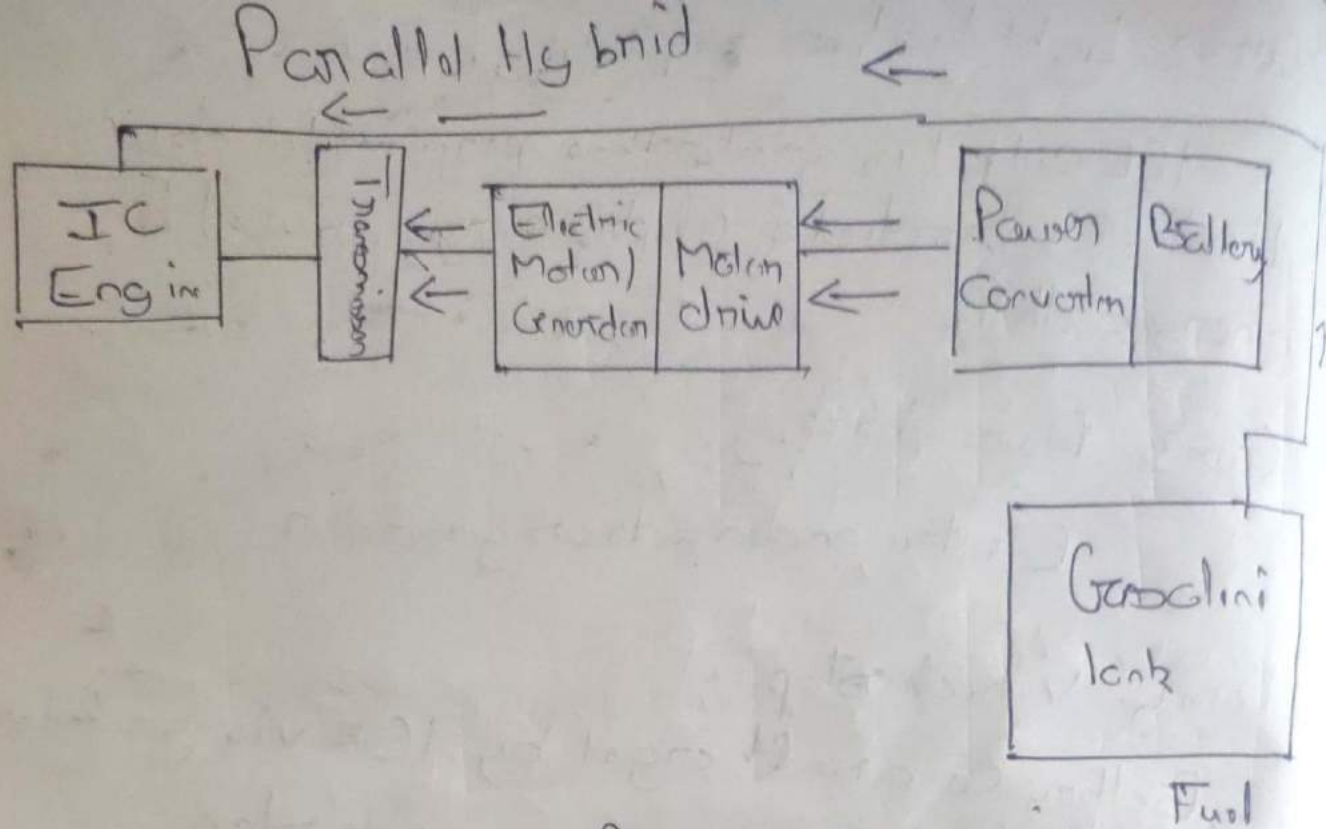 Parallel Hybrid
IC
Engine
Transmission
Electric
Motor)
Generator
Motor
drive
Power
Converter
Battery
Gasoline
tank
Fuel